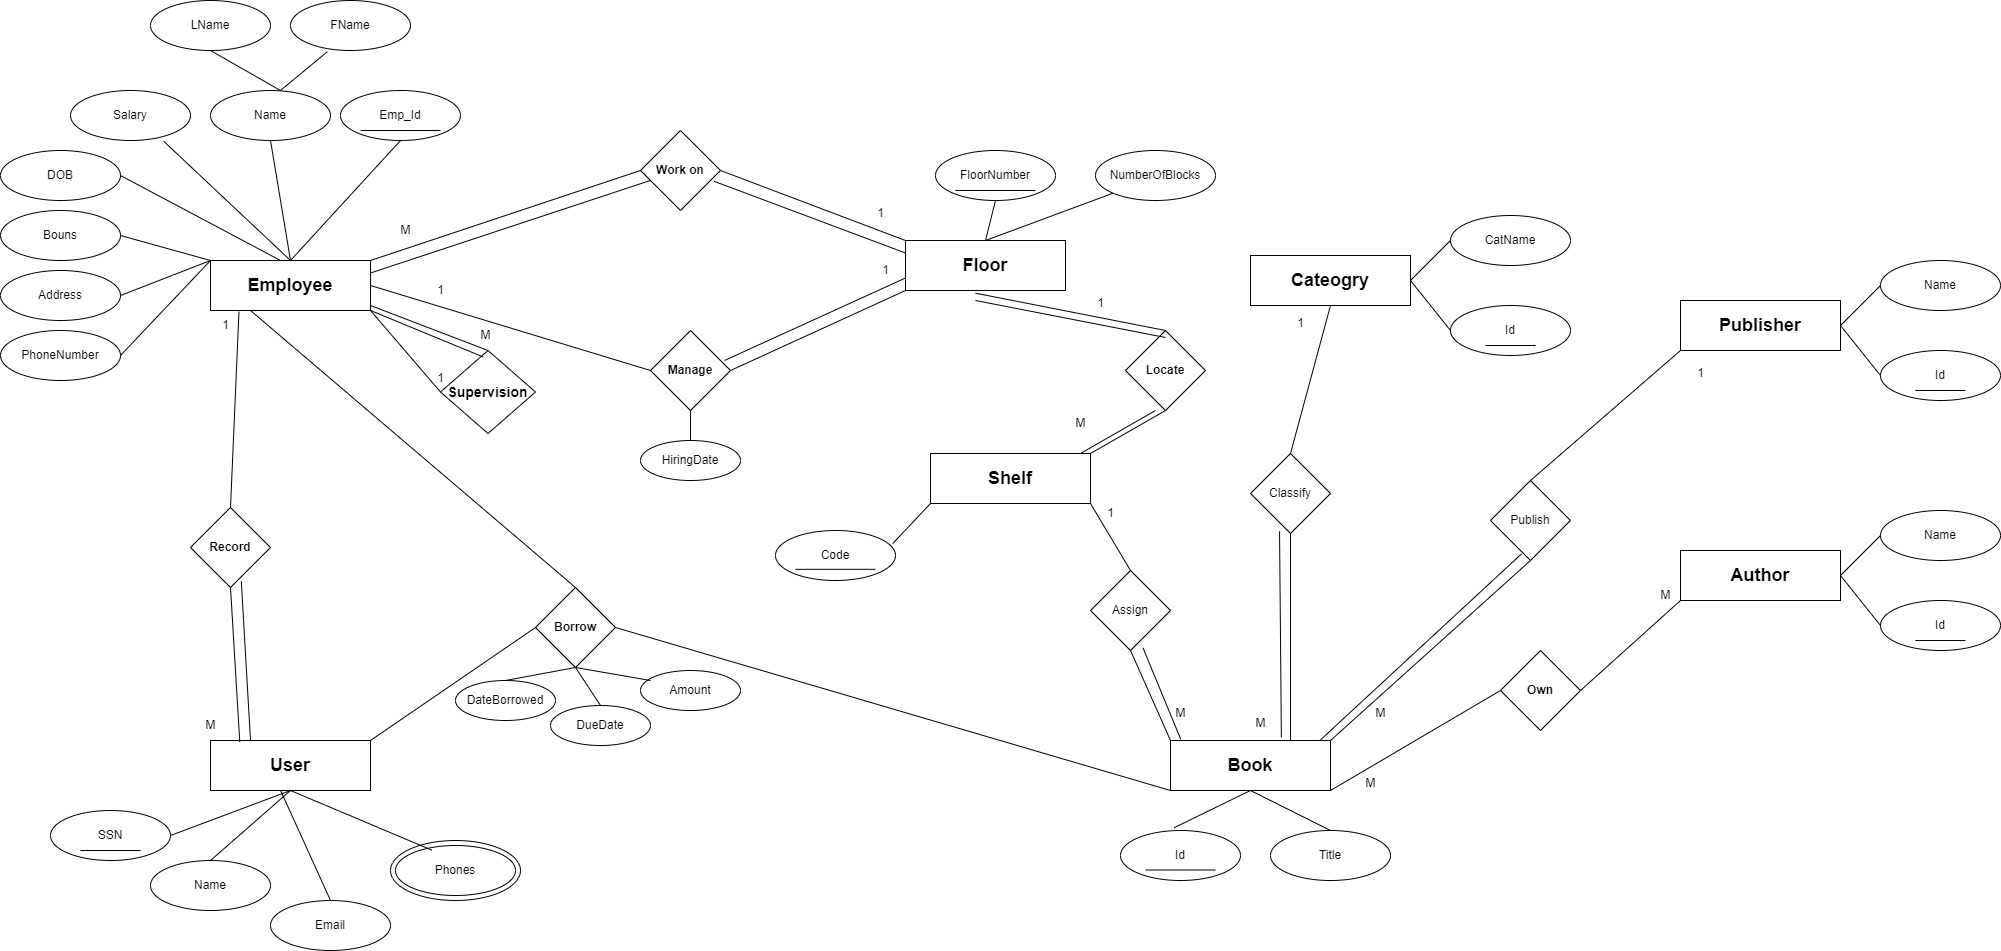 LName
FName
Salary
Name
Emp_Id
DOB
Bouns
Address
PhoneNumber
Employee
Work on
M
1
FloorNumber
NumberOfBlocks
Floor
1
1
Manage
HiringDate
M
1
Supervision
1
Locate
M
Shelf
Code
1
Assign
M
Cateogry
CatName
Id
1
Classify
M
Publisher
Name
Id
1
Publish
M
Author
Name
Id
M
Own
M
1
Record
M
Borrow
DateBorrowed
DueDate
Amount
User
SSN
Name
Email
Phones
Book
Id
Title